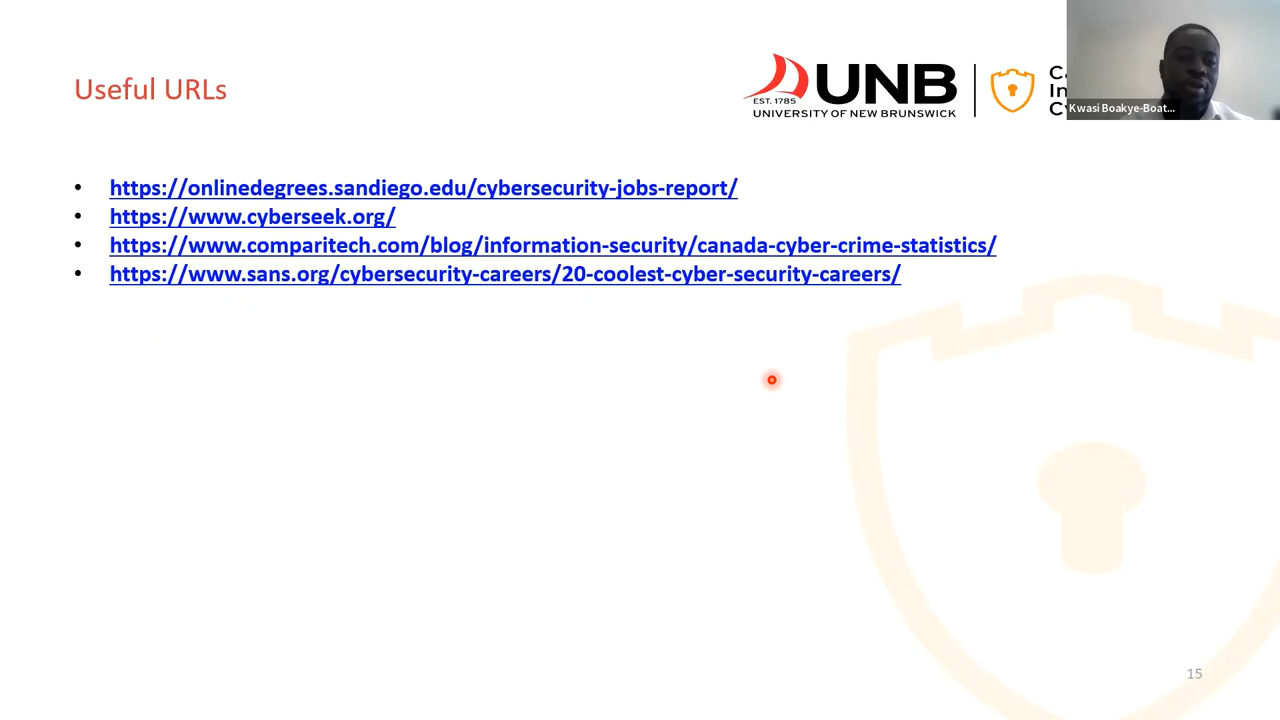 Useful URLs
EST. 1785
UNB
UNIVERSITY OF NEW BRUNSWICK
Kwasi Boakye-Boat...
• https://onlinedegrees.sandiego.edu/cybersecurity-jobs-report/
• https://www.cyberseek.org/
• https://www.comparitech.com/blog/information-security/canada-cyber-crime-statistics/
• https://www.sans.org/cybersecurity-careers/20-coolest-cyber-security-careers/
15